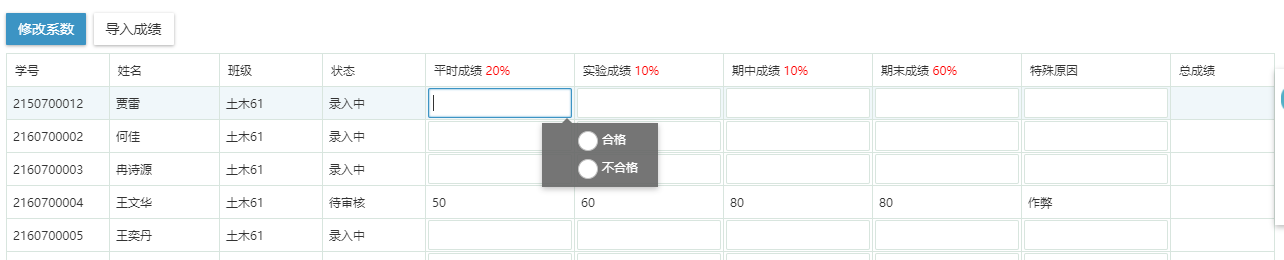 修改系数 导入成绩
学号 姓名 班级 状态 平时成绩 20% 实验成绩 10% 期中成绩 10% 期末成绩 60% 特殊原因 总成绩
2150700012 贾雷 土木61 录入中
2160700002 何佳 土木61 录入中
合格
2160700003 冉诗源 土木61 录入中
不合格
2160700004 王文华 土木61 待审核 50 60 80 80 作弊
2160700005 王奕丹 土木61 录入中